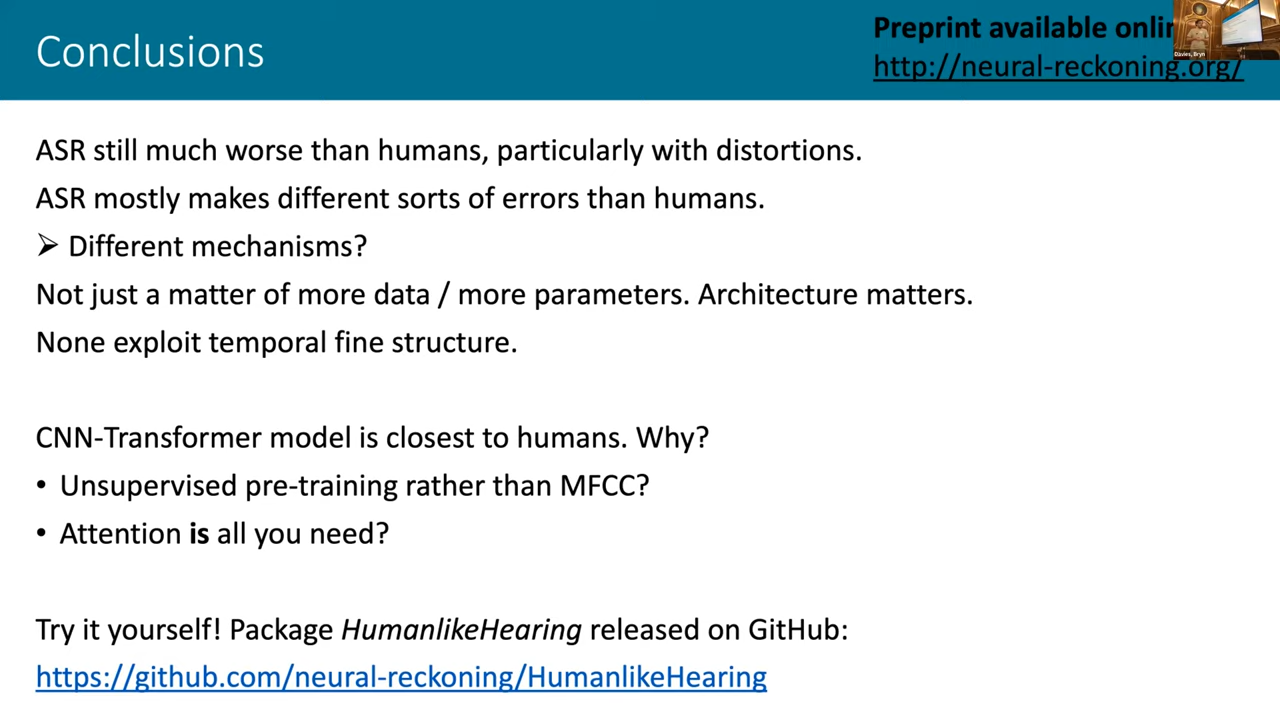 Conclusions
Preprint available
http://neural-reckoning.org/
Davies, Bryn
ASR still much worse than humans, particularly with distortions.
ASR mostly makes different sorts of errors than humans.
➢ Different mechanisms?
Not just a matter of more data / more parameters. Architecture matters.
None exploit temporal fine structure.
CNN-Transformer model is closest to humans. Why?
• Unsupervised pre-training rather than MFCC?
• Attention is all you need?
Try it yourself! Package HumanlikeHearing released on GitHub:
https://github.com/neural-reckoning/HumanlikeHearing